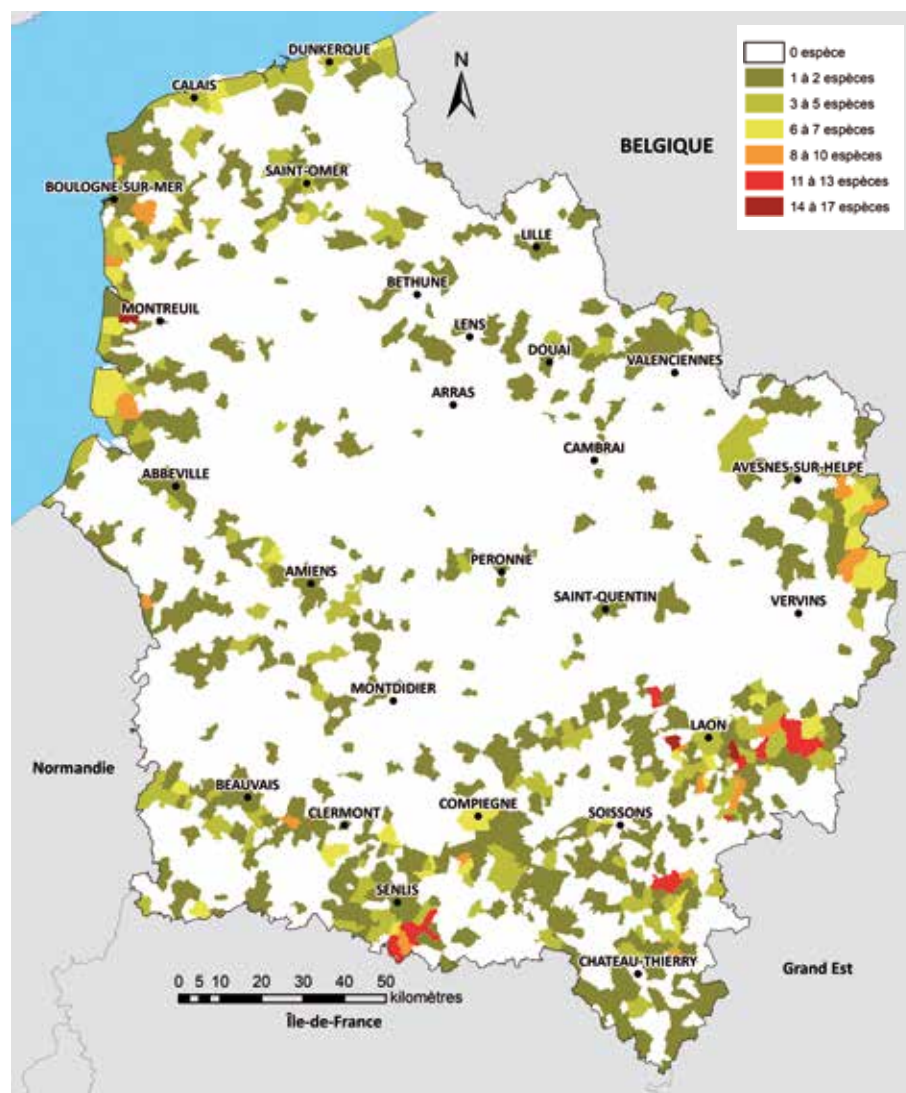 DUNKERQUE
N
0 espèce
1 à 2 espèces
CALAIS
3 à 5 espèces
6 à 7 espèces
BELGIQUE
8 à 10 espèces
SAINT-OMER
11 à 13 espèces
BOULOGNE-SUR-MER
14 à 17 espèces
LILLE
BETHUNE
MONTREUIL
LENS
DOUAI
VALENCIENNES
ARRAS
CAMBRAI
AVESNES-SUR-HELPE
ABBEVILLE
PERONNE
AMIENS
SAINT-QUENTIN
VERVINS
MONTDIDIER
LAON
Normandie
BEAUVAIS
CLERMONT
COMPIEGNE
SOISSONS
SENLIS
CHATEAU-THIERRY
Grand Est
0 5 10 20 30 40 50
kilomètres
Île-de-France